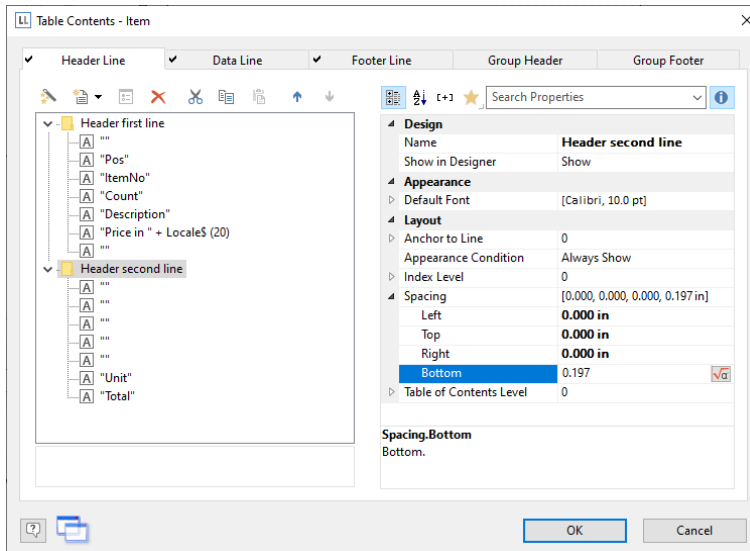 LL Table Contents - Item
Header Line Data Line Footer Line Group Header Group Footer
Search Properties
Header first line
A ""
A "Pos"
A "ItemNo"
A "Count"
A "Description"
A "Price in " + Locale$ (20)
A ""
Header second line
A ""
A ""
A ""
A ""
A ""
A "Unit"
A "Total"
Design
Name Header second line
Show in Designer Show
Appearance
Default Font [Calibri, 10.0 pt]
Layout
Anchor to Line 0
Appearance Condition Always Show
Index Level 0
Spacing [0.000, 0.000, 0.000, 0.197 in]
Left 0.000 in
Top 0.000 in
Right 0.000 in
Bottom 0.197
Table of Contents Level 0
Spacing.Bottom
Bottom.
OK Cancel